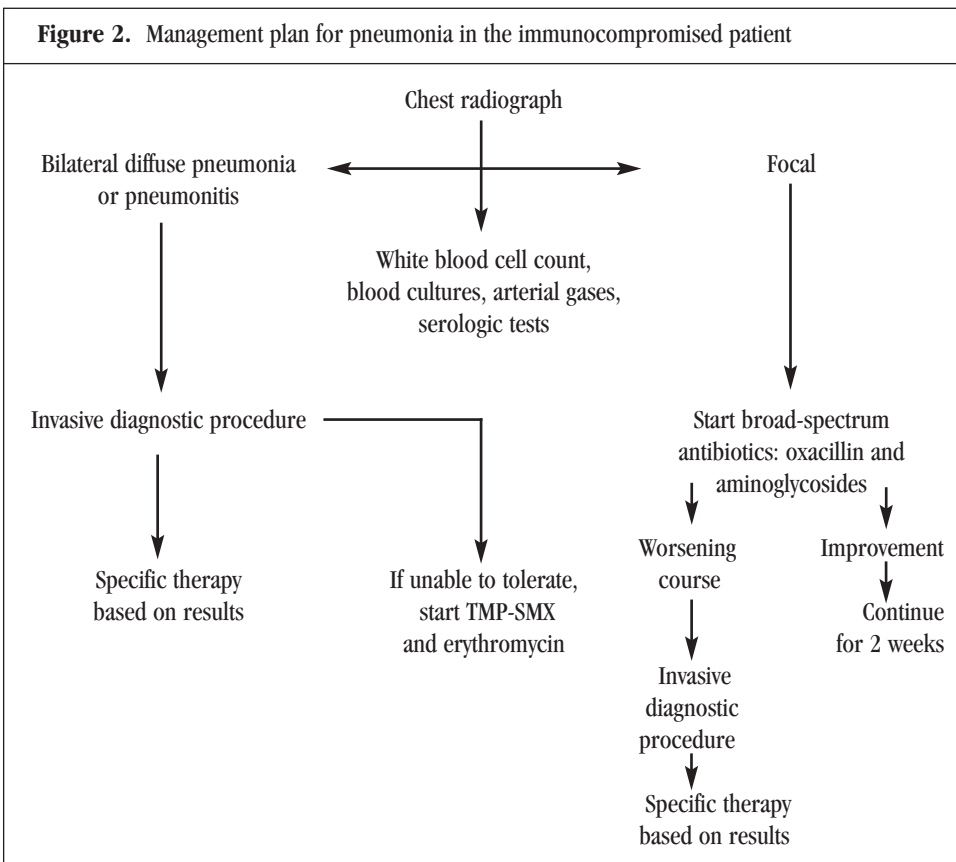 Figure 2. Management plan for pneumonia in the immunocompromised patient
Chest radiograph
Bilateral diffuse pneumonia
or pneumonitis
Focal
White blood cell count,
blood cultures, arterial gases,
serologic tests
Invasive diagnostic procedure
Start broad-spectrum
antibiotics: oxacillin and
aminoglycosides
Specific therapy
based on results
If unable to tolerate,
start TMP-SMX
and erythromycin
Worsening
course
Improvement
Continue
for 2 weeks
Invasive
diagnostic
procedure
Specific therapy
based on results